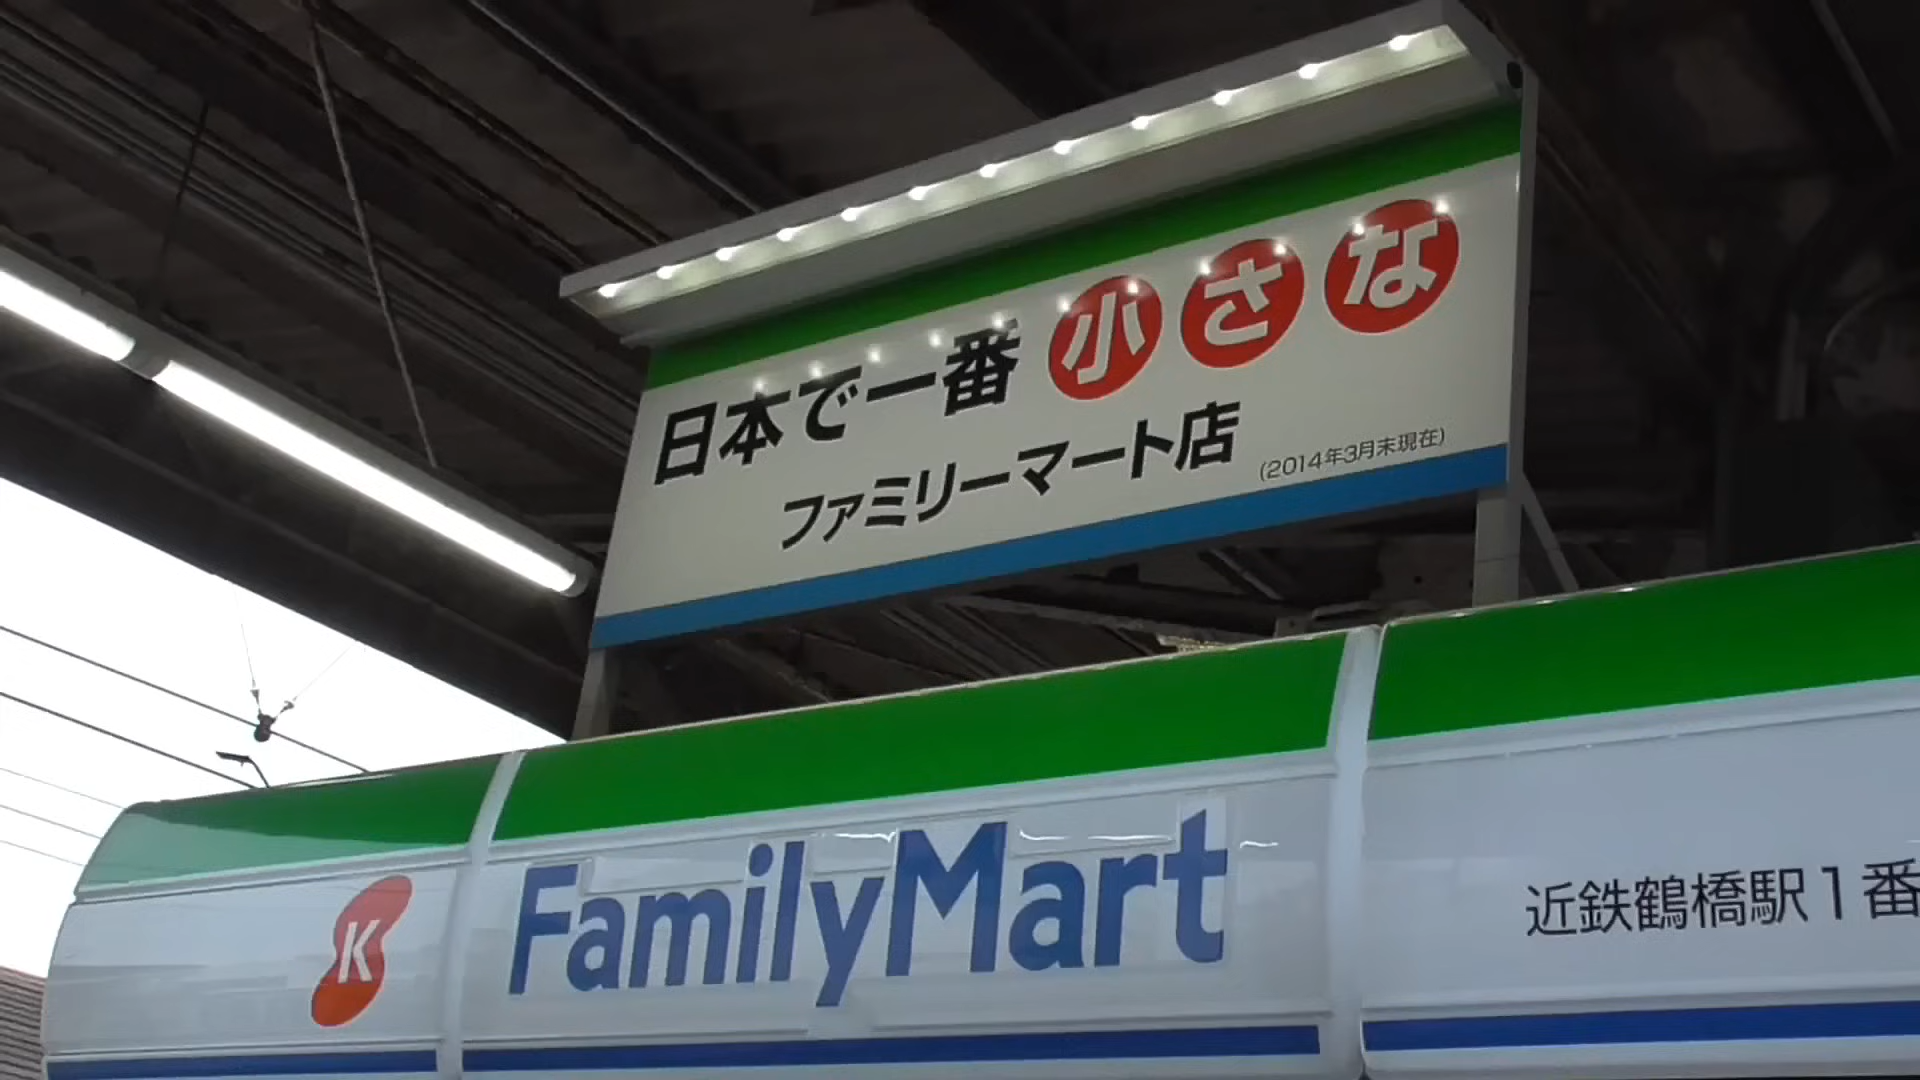 日本で一番小さな
ファミリーマート店
(2014年3月末現在)
K
FamilyMart
近鉄鶴橋駅1番